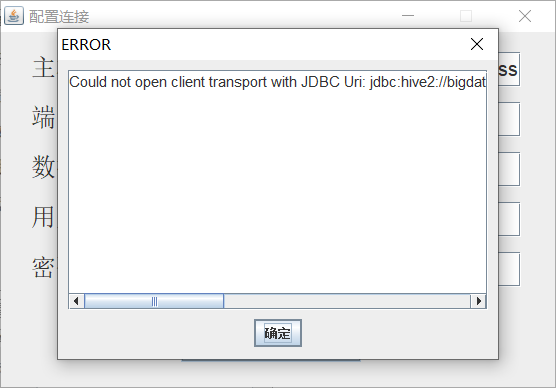 配置连接
ERROR
主
端
数
用
密
ss
Could not open client transport with JDBC Uri: jdbc:hive2://bigdat
确定